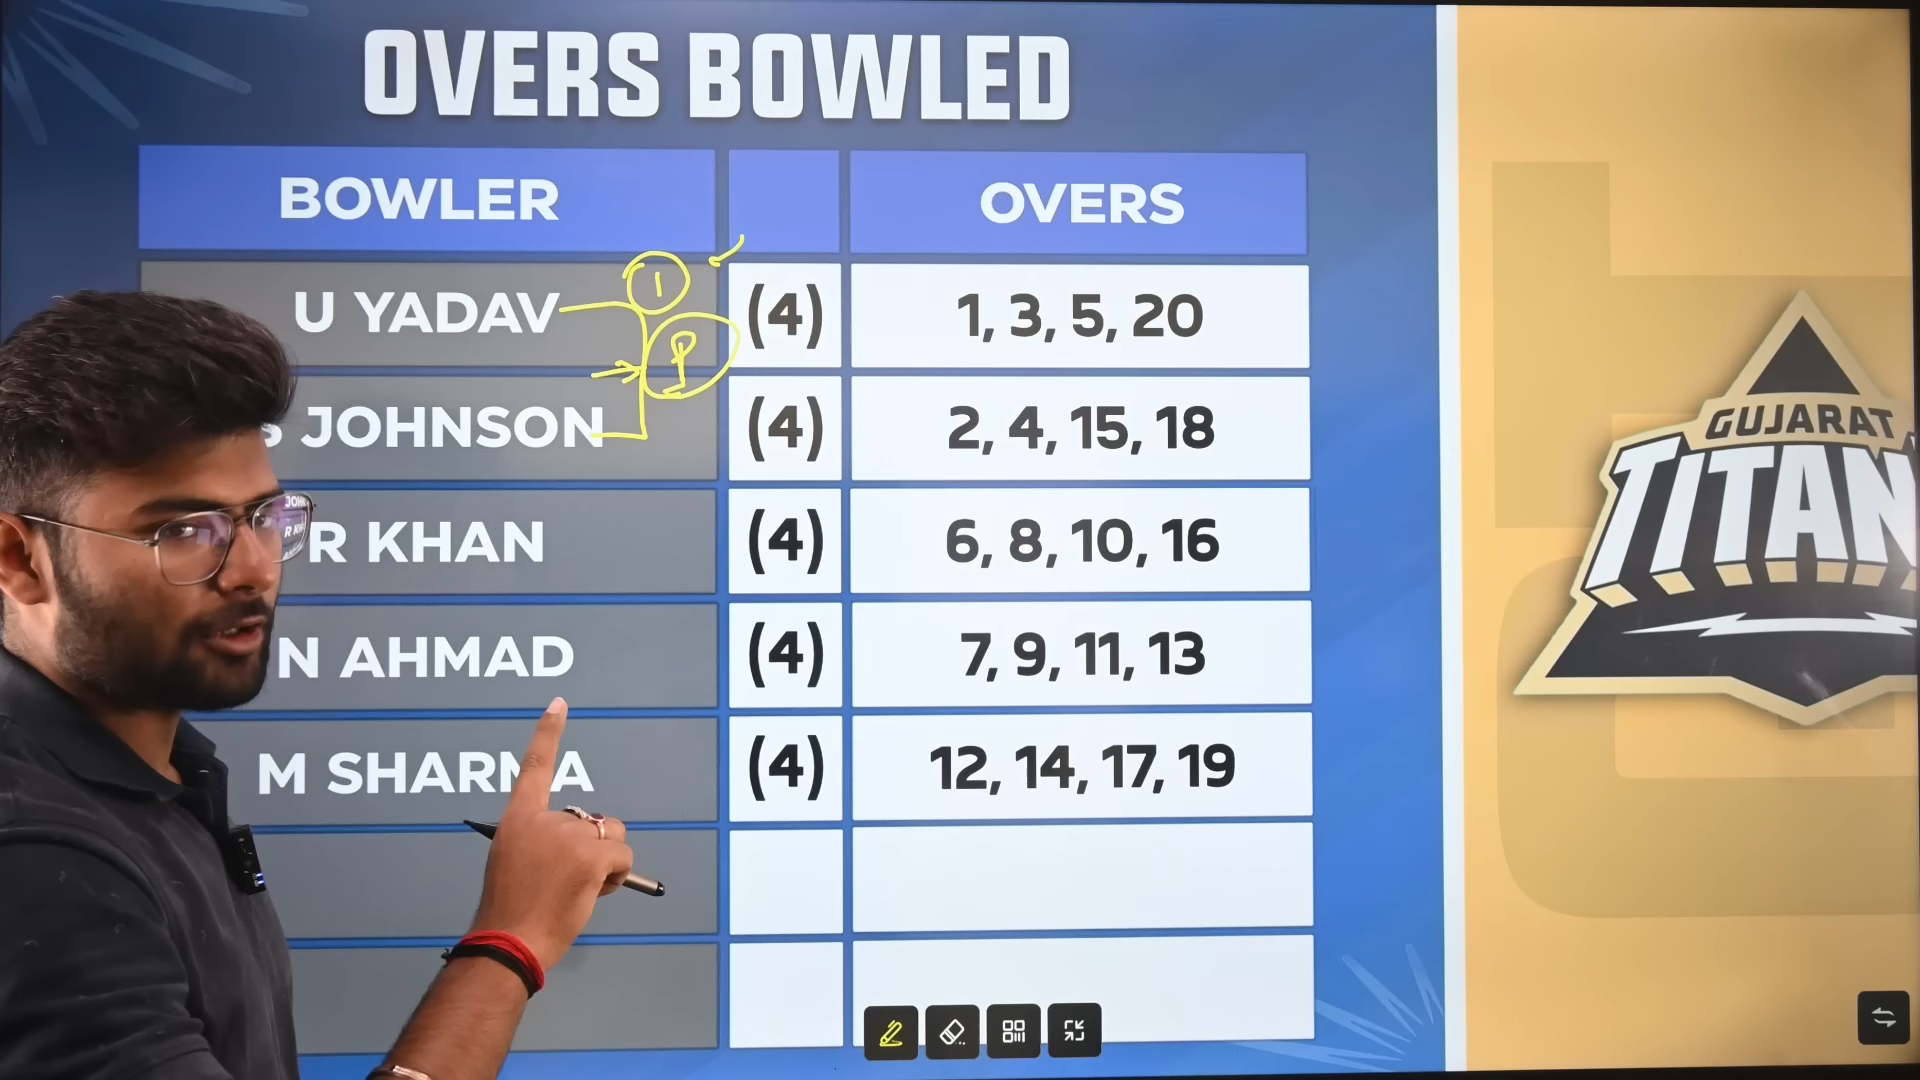 OVERS BOWLED
BOWLER OVERS
U YADAV 1 (4) 1, 3, 5, 20
JOHNSON (4) 2, 4, 15, 18
R KHAN (4) 6, 8, 10, 16
N AHMAD (4) 7, 9, 11, 13
M SHARMA (4) 12, 14, 17, 19
GUJARAT
TITAN